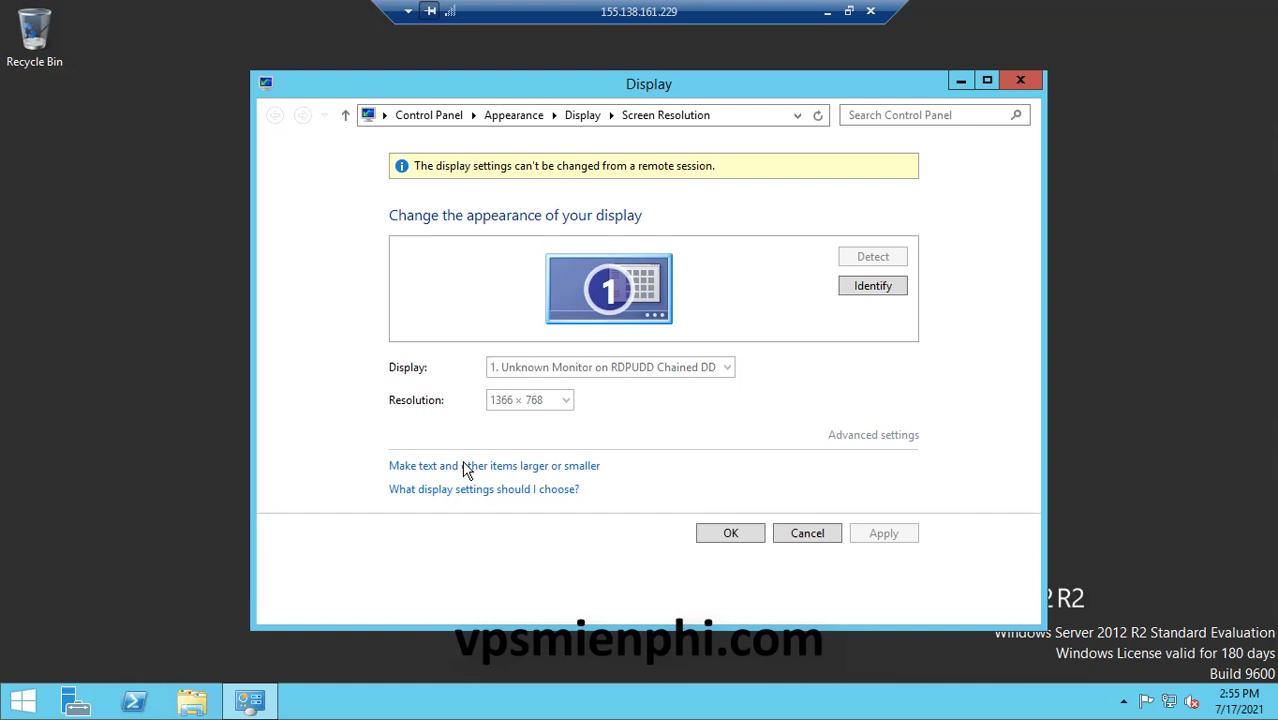 155.138.161.229
Recycle Bin
Display
Control Panel Appearance Display Screen Resolution
Search Control Panel
The display settings can't be changed from a remote session.
Change the appearance of your display
1
Detect
Identify
Display: 1. Unknown Monitor on RDPUDD Chained DD
Resolution: 1366 × 768
Advanced settings
Make text and other items larger or smaller
What display settings should I choose?
OK Cancel Apply
2 R2
vpsmienphi.com
Windows Server 2012 R2 Standard Evaluation
Windows License valid for 180 days
Build 9600
2:55 PM
7/17/2021